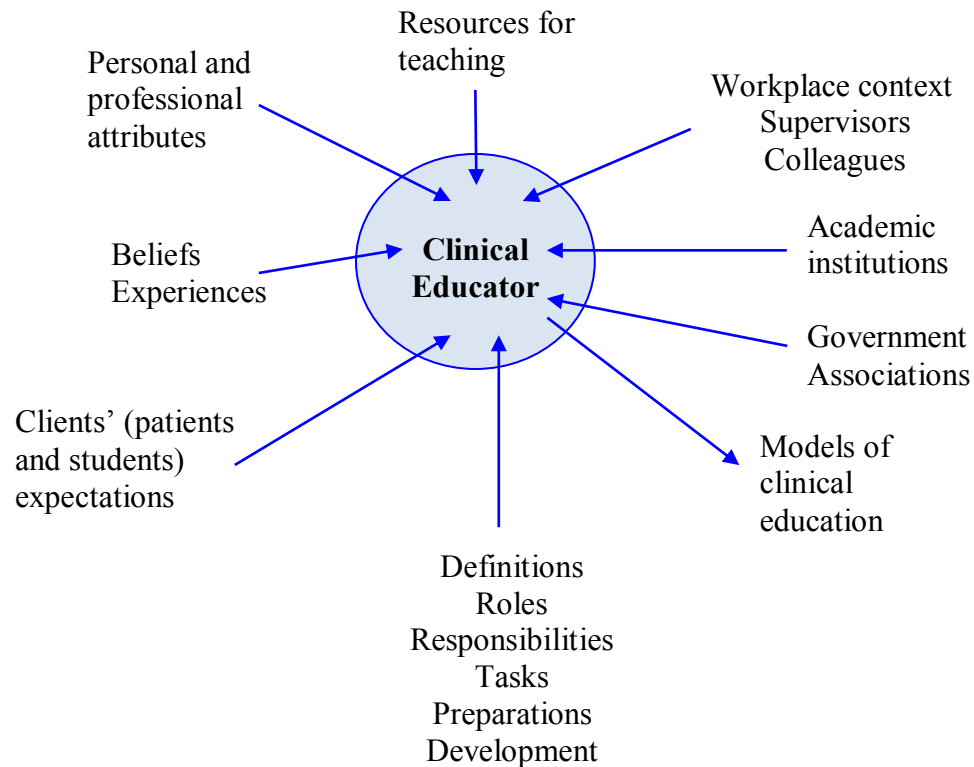 Resources for
teaching
Personal and
professional
attributes
Workplace context
Supervisors
Colleagues
Beliefs
Experiences
Clinical
Educator
Academic
institutions
Government
Associations
Clients’ (patients
and students)
expectations
Models of
clinical
education
Definitions
Roles
Responsibilities
Tasks
Preparations
Development